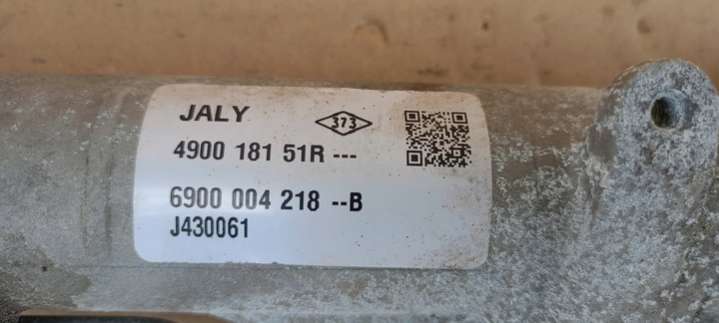 JALY
373
4900 181 51R ---
6900 004 218 --B
J430061